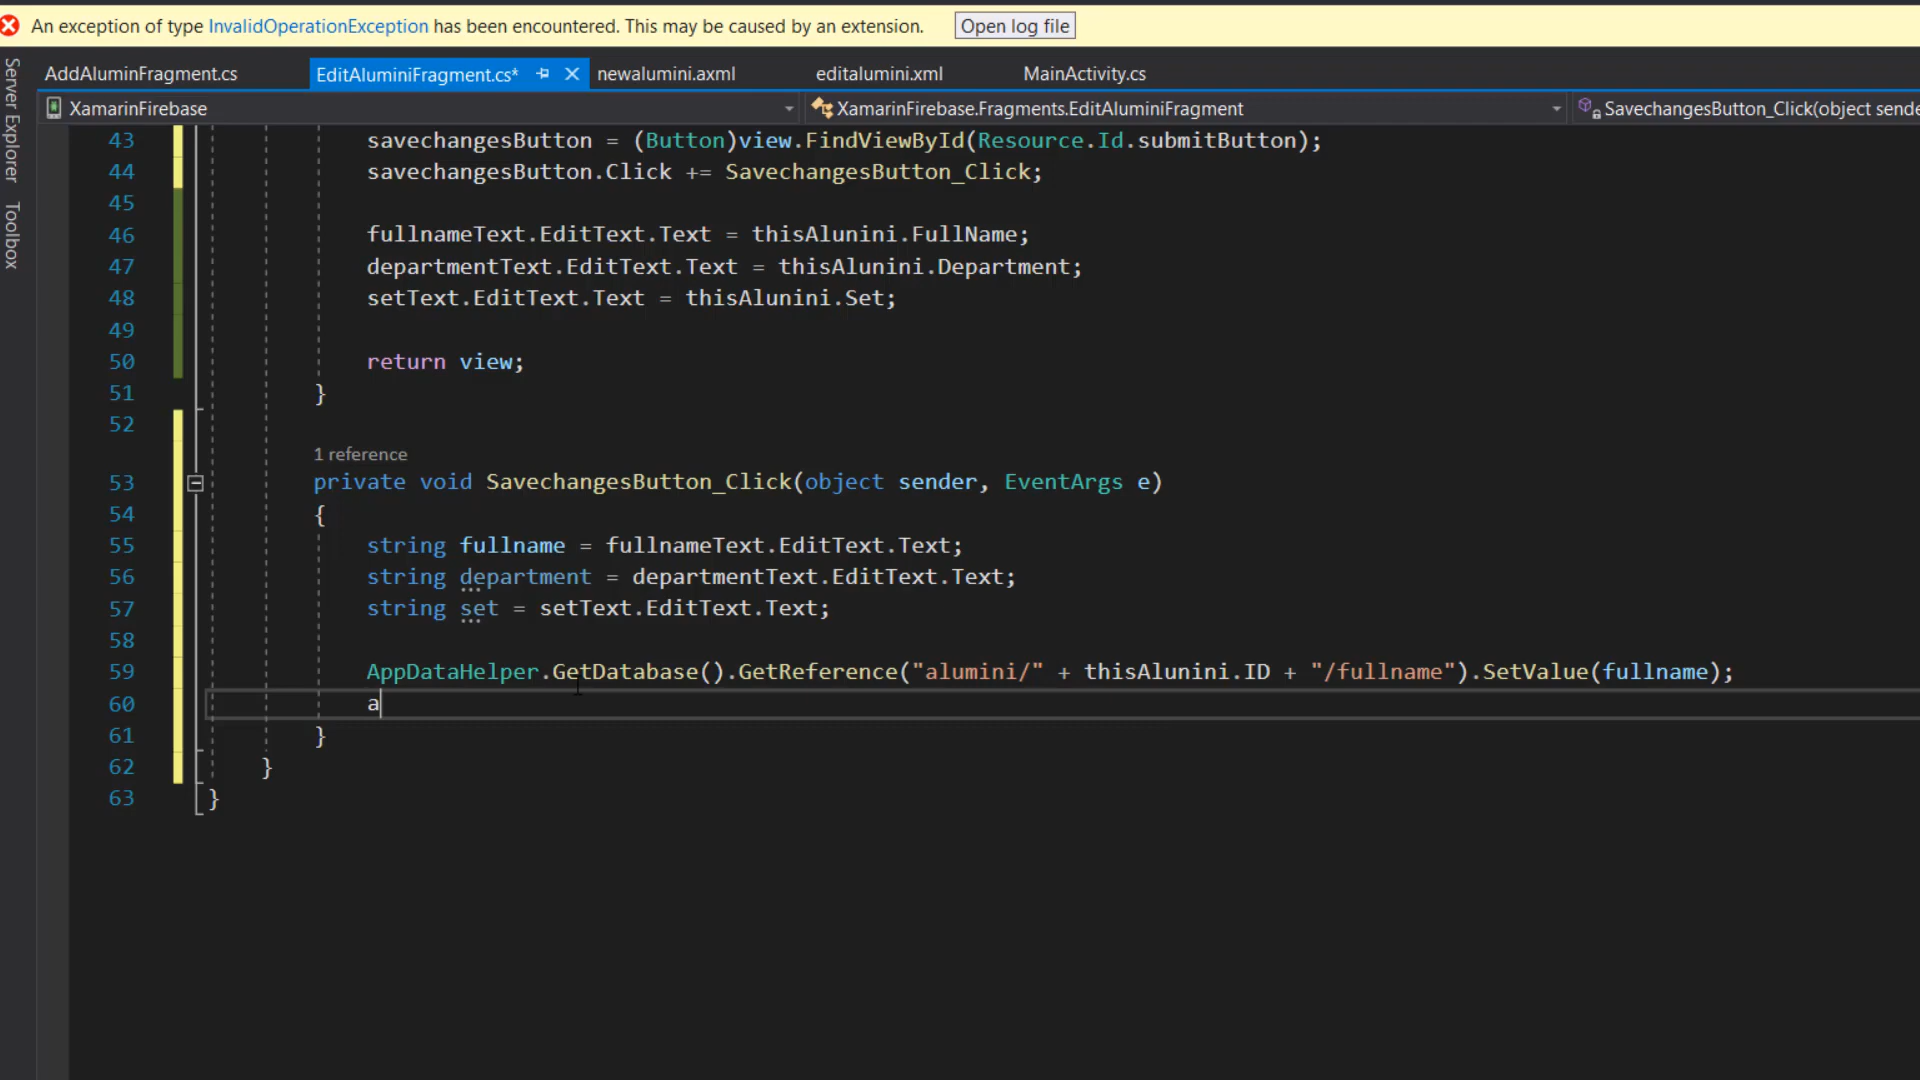 An exception of type InvalidOperationException has been encountered. This may be caused by an extension. Open log file
Server Explorer
Toolbox
AddAluminFragment.cs EditAluminiFragment.cs* newalumini.axml editalumini.xml MainActivity.cs
XamarinFirebase XamarinFirebase.Fragments.EditAluminiFragment SavechangesButton_Click(object sende
43 savechangesButton = (Button)view.FindViewById(Resource.Id.submitButton);
44 savechangesButton.Click += SavechangesButton_Click;
45
46 fullnameText.EditText.Text = thisAlunini.FullName;
47 departmentText.EditText.Text = thisAlunini.Department;
48 setText.EditText.Text = thisAlunini.Set;
49
50 return view;
51 }
52
1 reference
53 private void SavechangesButton_Click(object sender, EventArgs e)
54 {
55 string fullname = fullnameText.EditText.Text;
56 string department = departmentText.EditText.Text;
57 string set = setText.EditText.Text;
58
59 AppDataHelper.GetDatabase().GetReference("alumini/" + thisAlunini.ID + "/fullname").SetValue(fullname);
60 a
61 }
62 }
63 }